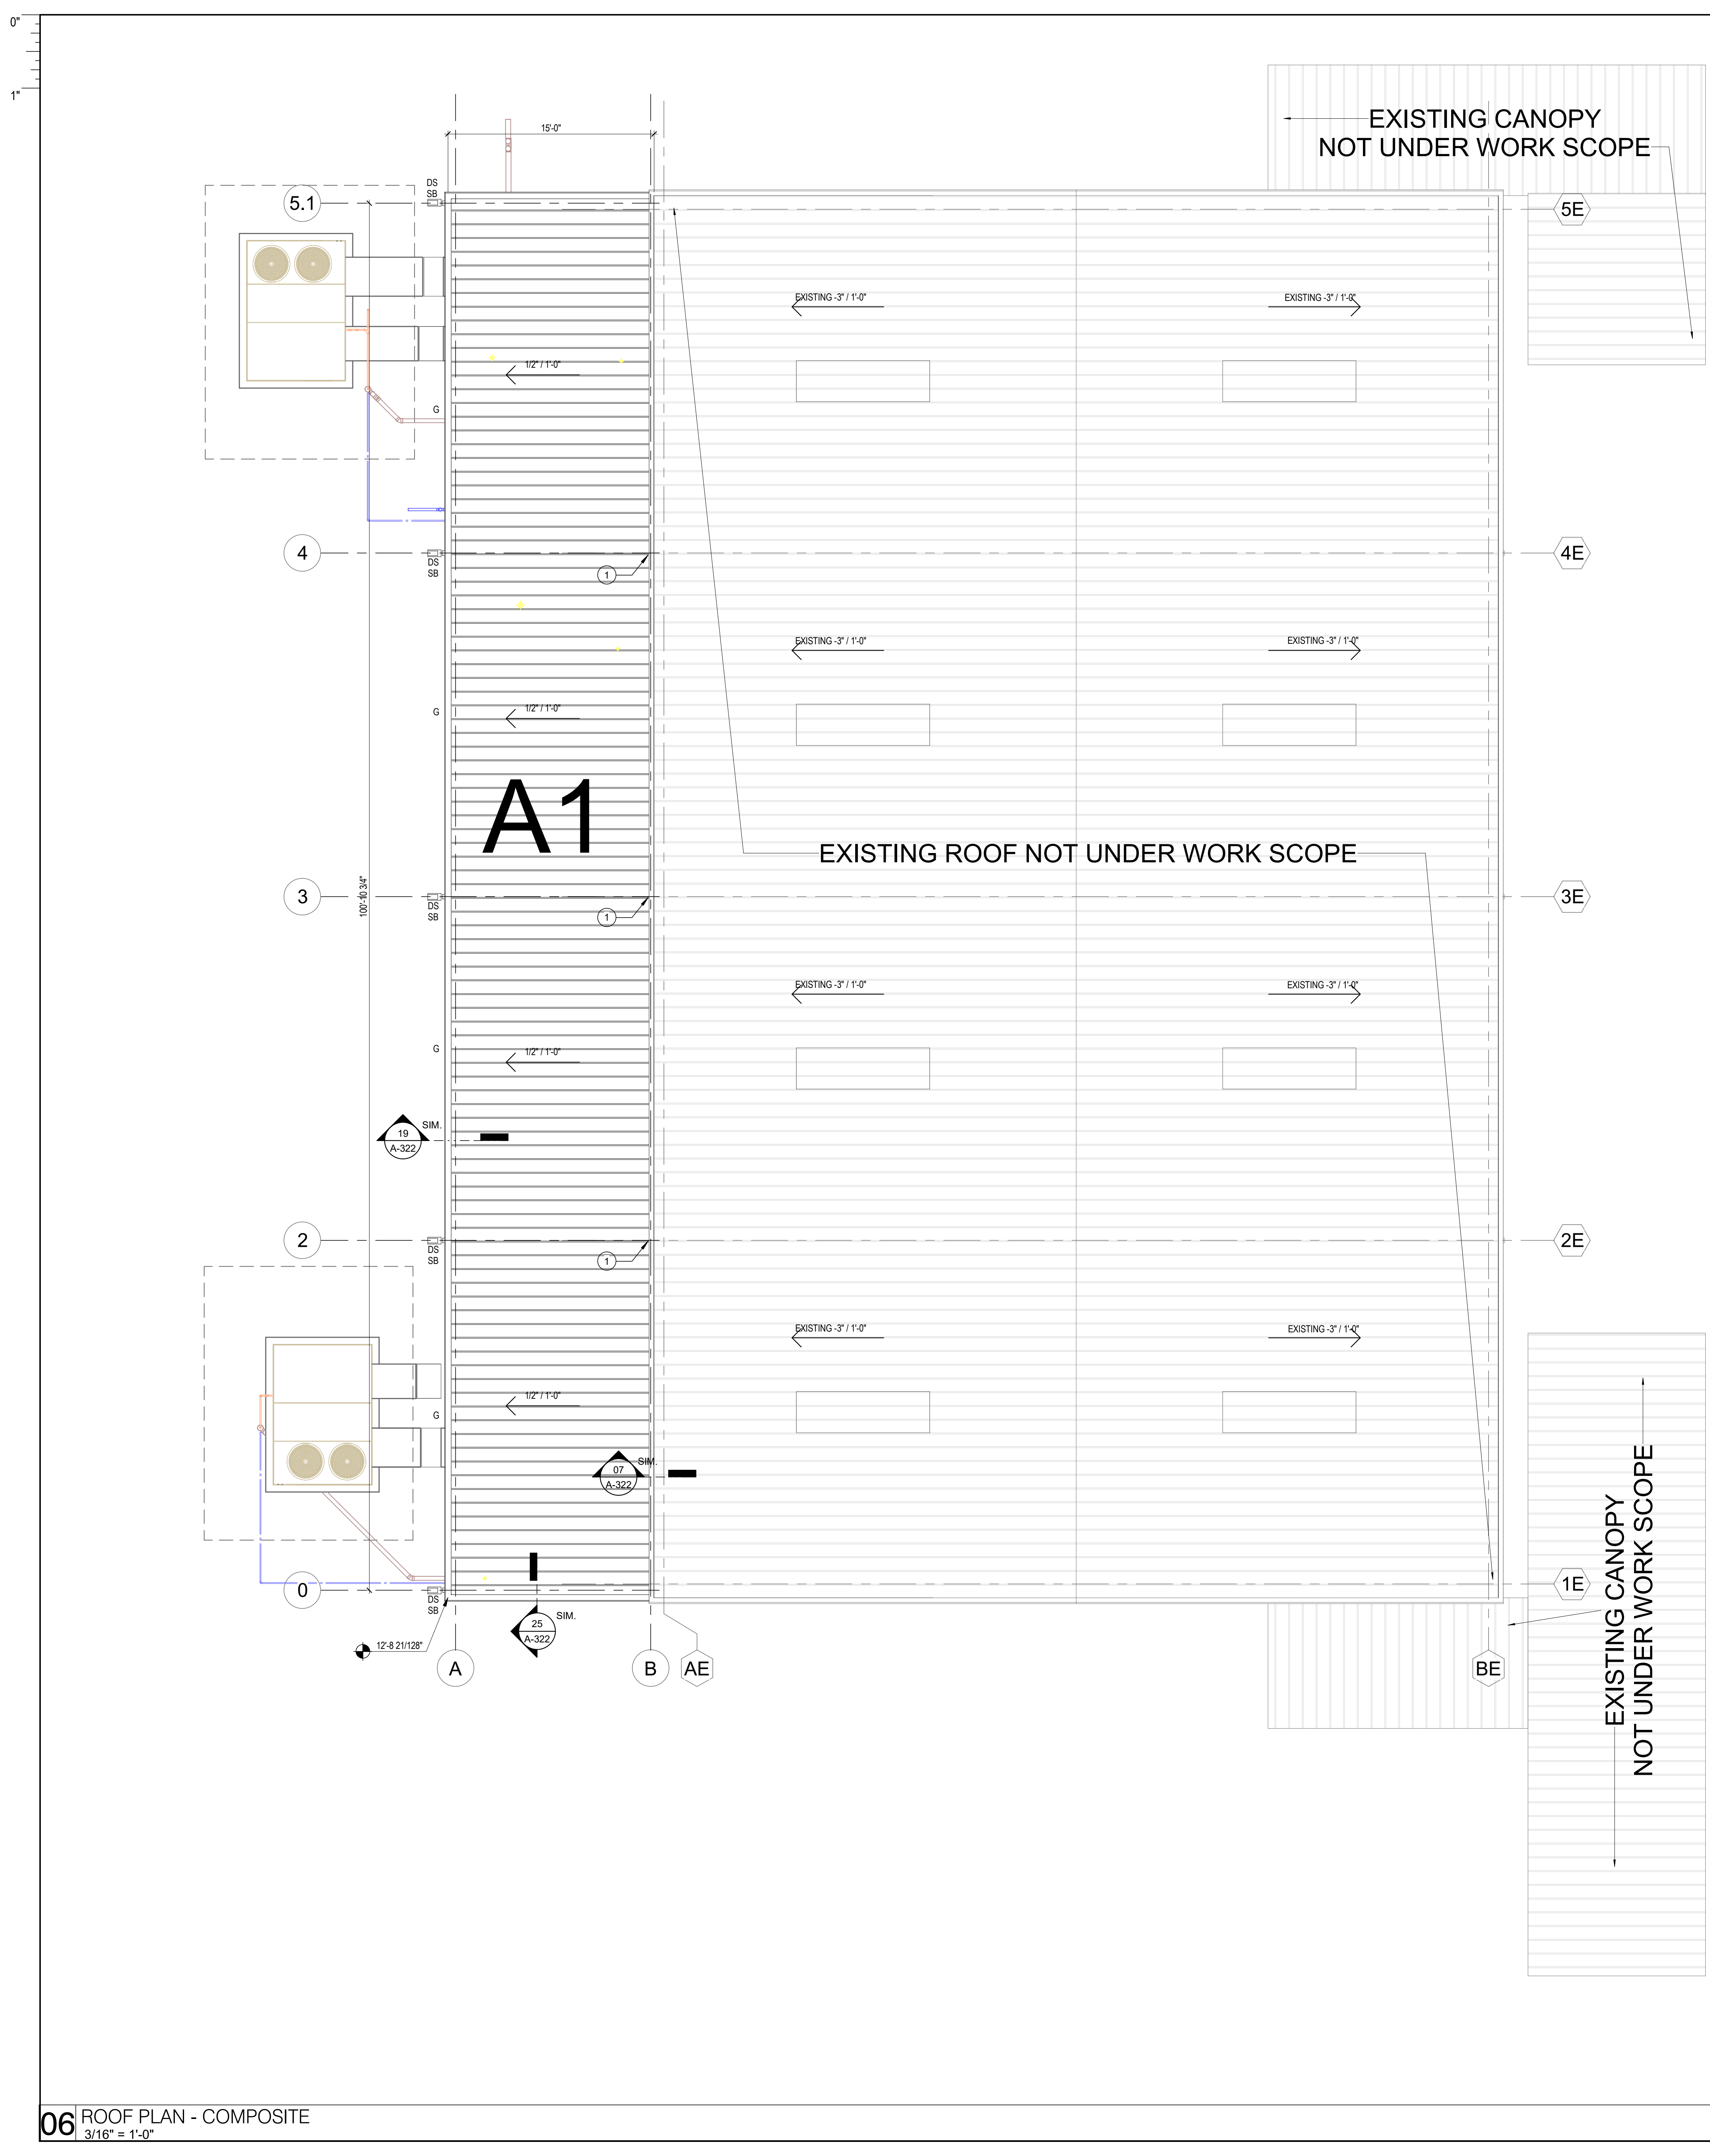 0"
1"
EXISTING CANOPY
NOT UNDER WORK SCOPE
15'-0"
DS
SB
5.1
5E
EXISTING -3" / 1'-0"
EXISTING -3" / 1'-0"
1/2" / 1'-0"
G
4
DS
SB
1
4E
EXISTING -3" / 1'-0"
EXISTING -3" / 1'-0"
1/2" / 1'-0"
G
A1
EXISTING ROOF NOT UNDER WORK SCOPE
100'-10 3/4"
3
DS
SB
1
3E
EXISTING -3" / 1'-0"
EXISTING -3" / 1'-0"
1/2" / 1'-0"
G
19
A-322
SIM.
2
DS
SB
1
2E
EXISTING -3" / 1'-0"
EXISTING -3" / 1'-0"
1/2" / 1'-0"
G
07
A-322
SIM.
EXISTING CANOPY
NOT UNDER WORK SCOPE
0
DS
SB
1E
25
A-322
SIM.
12'-8 21/128"
A
B
AE
BE
06
ROOF PLAN - COMPOSITE
3/16" = 1'-0"